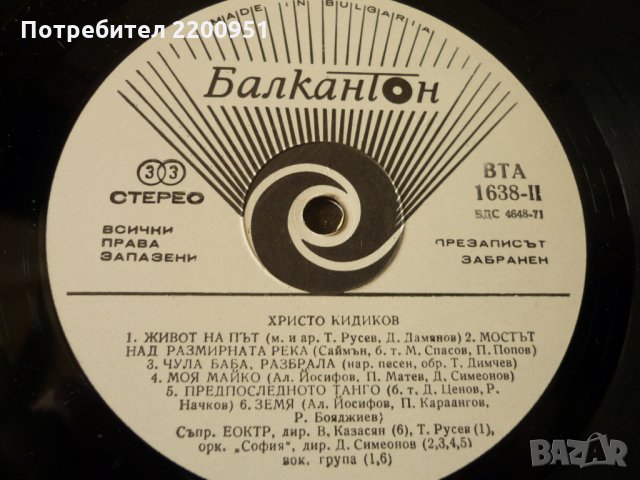 Потребител 2200951
MADE IN BULGARIA
Балкантон
33
СТЕРЕО
ВТА
1638-II
БДС 4648-71
ВСИЧКИ
ПРАВА
ЗАПАЗЕНИ
ПРЕЗАПИСЪТ
ЗАБРАНЕН
ХРИСТО КИДИКОВ
1. ЖИВОТ НА ПЪТ (м. и ар. Т. Русев, Д. Дамянов) 2. МОСТЪТ
НАД РАЗМИРНАТА РЕКА (Саймън, б. т. М. Спасов, П. Попов)
3. ЧУЛА БАБА, РАЗБРАЛА (нар. песен, обр. Т. Димчев)
4. МОЯ МАЙКО (Ал. Йосифов, П. Матев, Д. Симеонов)
5. ПРЕДПОСЛЕДНОТО ТАНГО (б. т. Д. Ценов, Р.
Начков) 6. ЗЕМЯ (Ал. Йосифов, П. Караангов,
Р. Бояджиев)
Съпр. ЕОКТР, дир. В. Казасян (6), Т. Русев (1),
орк. „София“, дир. Д. Симеонов (2,3,4,5)
вок. група (1,6)
BAZAR